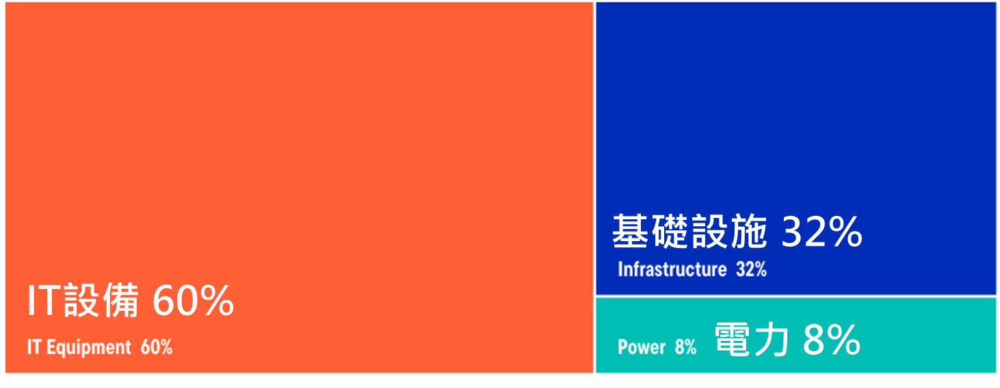 IT設備 60%
IT Equipment 60%
基礎設施 32%
Infrastructure 32%
Power 8% 電力 8%